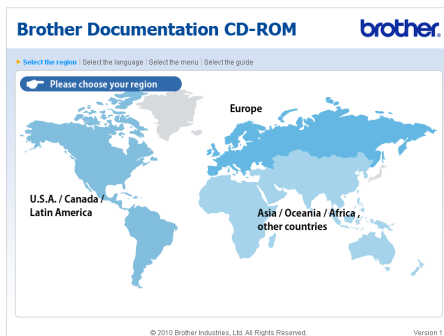 Brother Documentation CD-ROM
brother.
Select the region | Select the language | Select the menu | Select the guide
Please choose your region
Europe
U.S.A. / Canada /
Latin America
Asia / Oceania / Africa ,
other countries
© 2010 Brother Industries, Ltd. All Rights Reserved.
Version 1